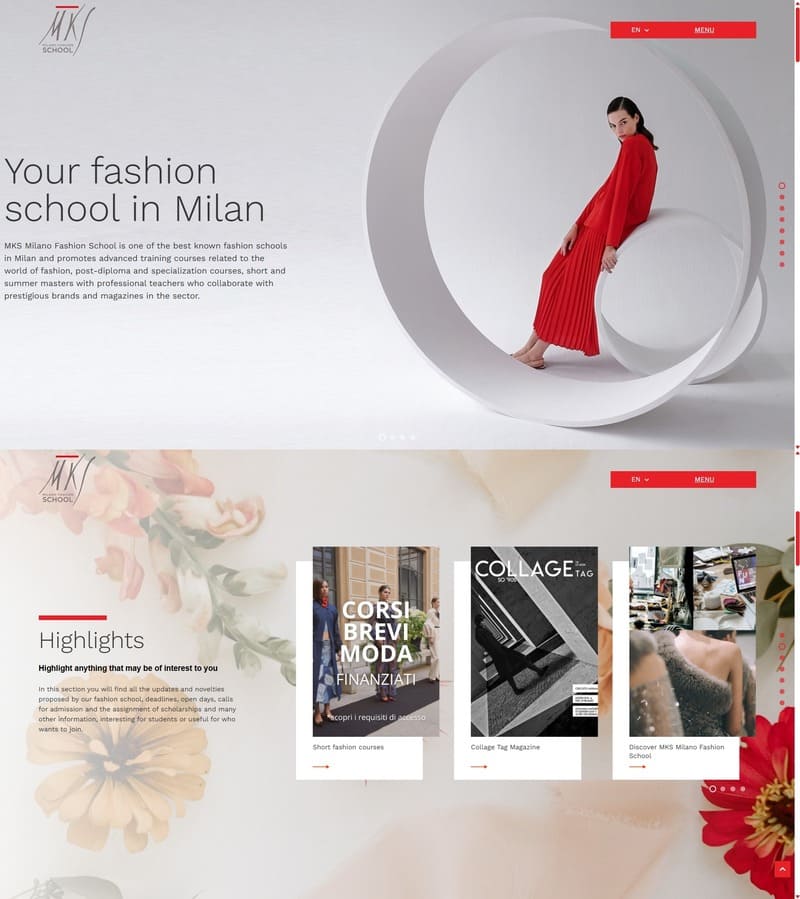 MKS
MILANO FASHION
SCHOOL
EN
MENU
Your fashion
school in Milan
MKS Milano Fashion School is one of the best known fashion schools
in Milan and promotes advanced training courses related to the
world of fashion, post-diploma and specialization courses, short and
summer masters with professional teachers who collaborate with
prestigious brands and magazines in the sector.
MKS
MILANO FASHION
SCHOOL
EN
MENU
Highlights
Highlight anything that may be of interest to you
In this section you will find all the updates and novelties
proposed by our fashion school, deadlines, open days, calls
for admission and the assignment of scholarships and many
other information, interesting for students or useful for who
wants to join.
CORSI
BREVI
MODA
FINANZIATI
scopri i requisiti di accesso
Short fashion courses
COLLAGE TAG
SO '90s
Collage Tag Magazine
Discover MKS Milano Fashion
School